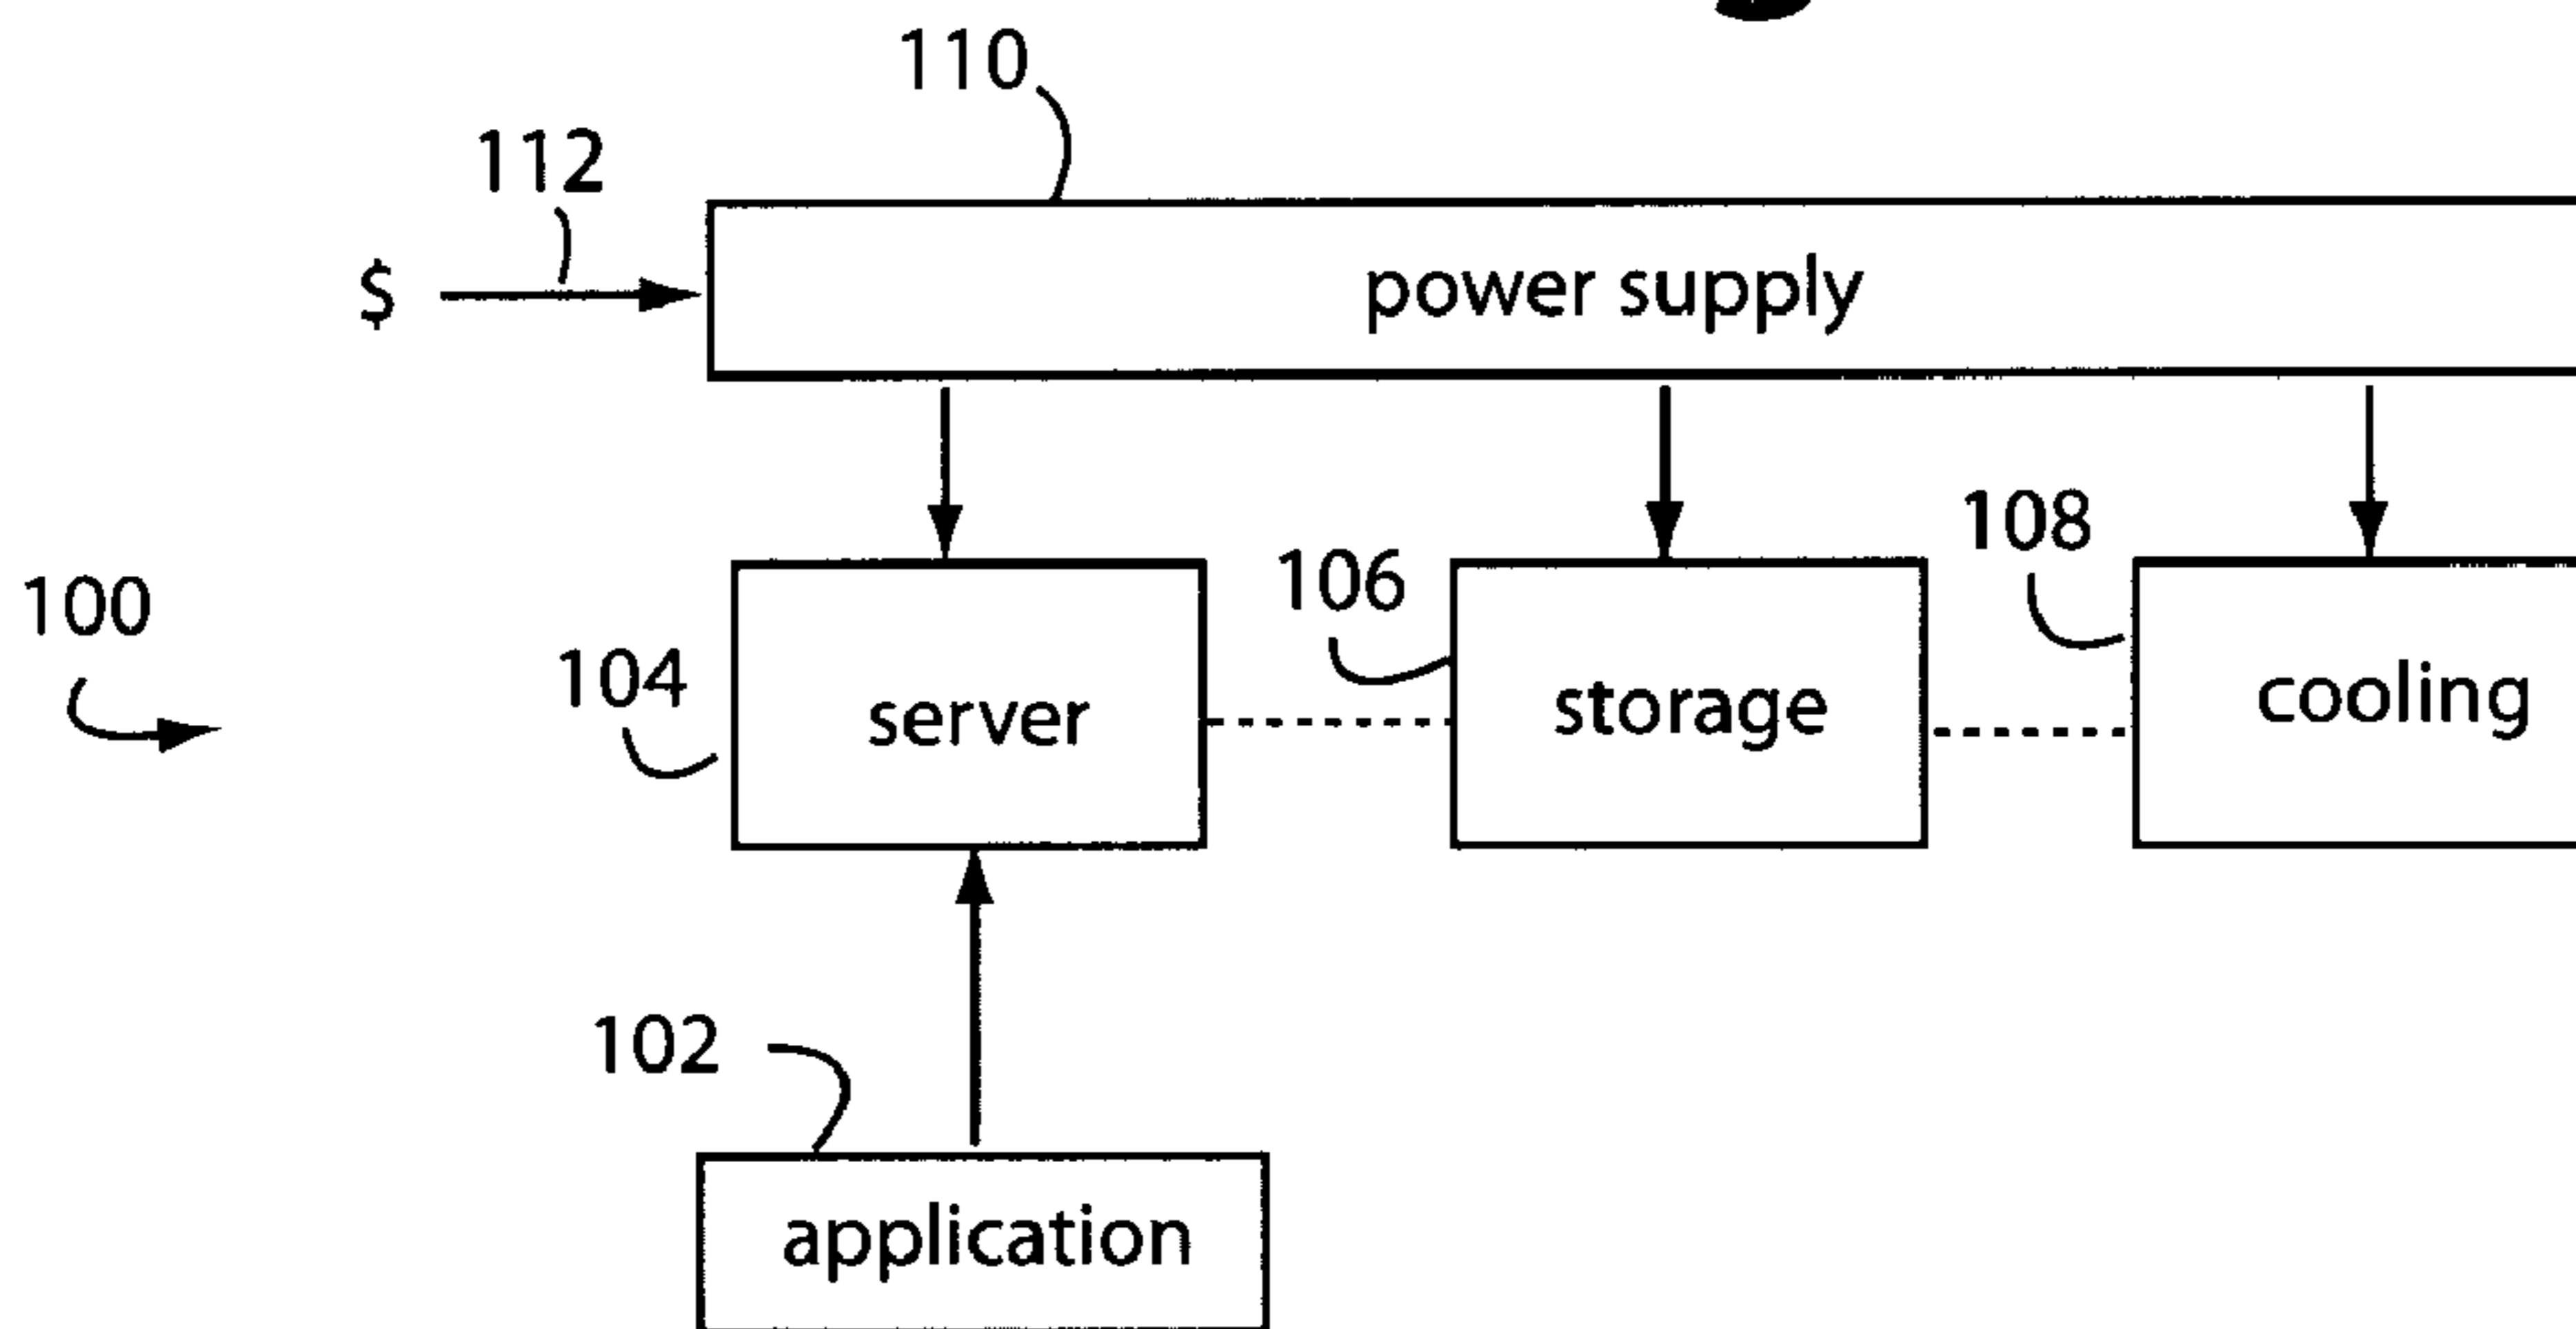 110
112
$
power supply
108
106
100
104
server
storage
cooling
102
application